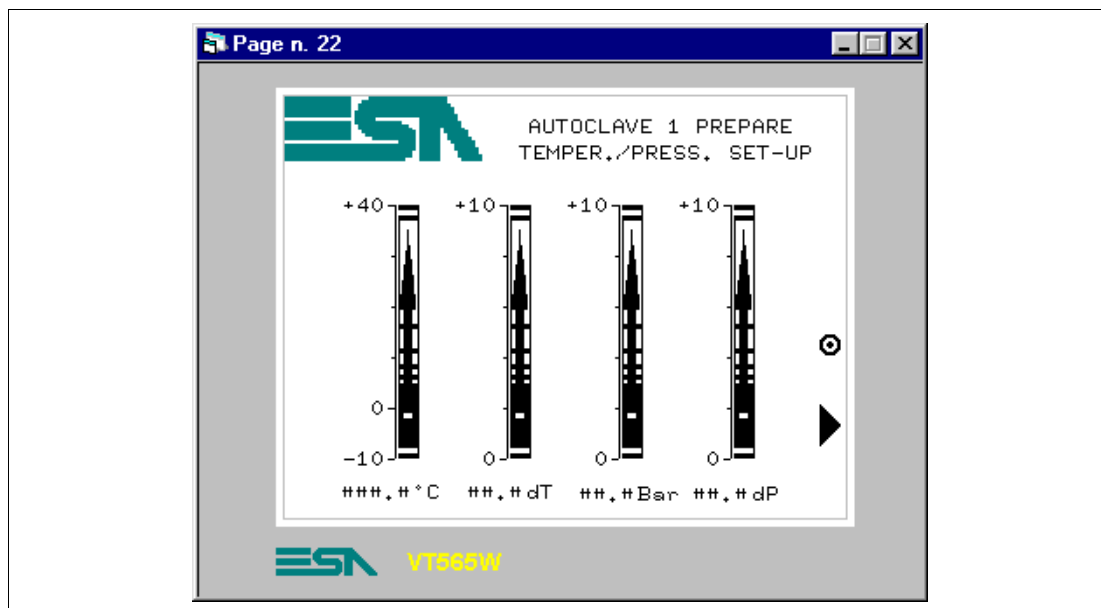 Page n. 22
ESA
AUTOCLAVE 1 PREPARE
TEMPER./PRESS. SET-UP
+40 +10 +10 +10
0
-10 0 0 0
###.#°C ##.#dT ##.#Bar ##.#dP
ESA VT565W